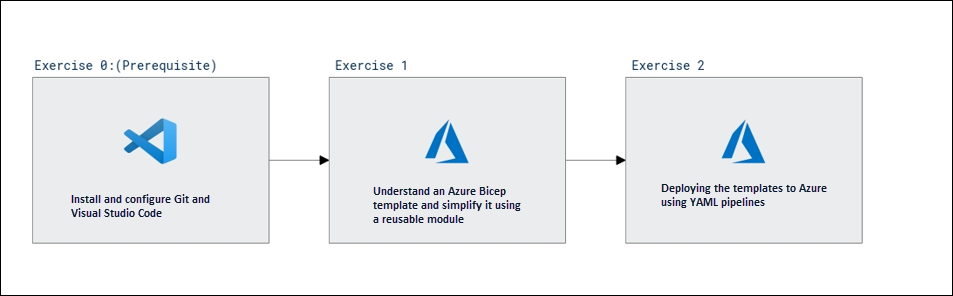 Exercise 0:(Prerequisite)
Install and configure Git and
Visual Studio Code
Exercise 1
Understand an Azure Bicep
template and simplify it using
a reusable module
Exercise 2
Deploying the templates to Azure
using YAML pipelines